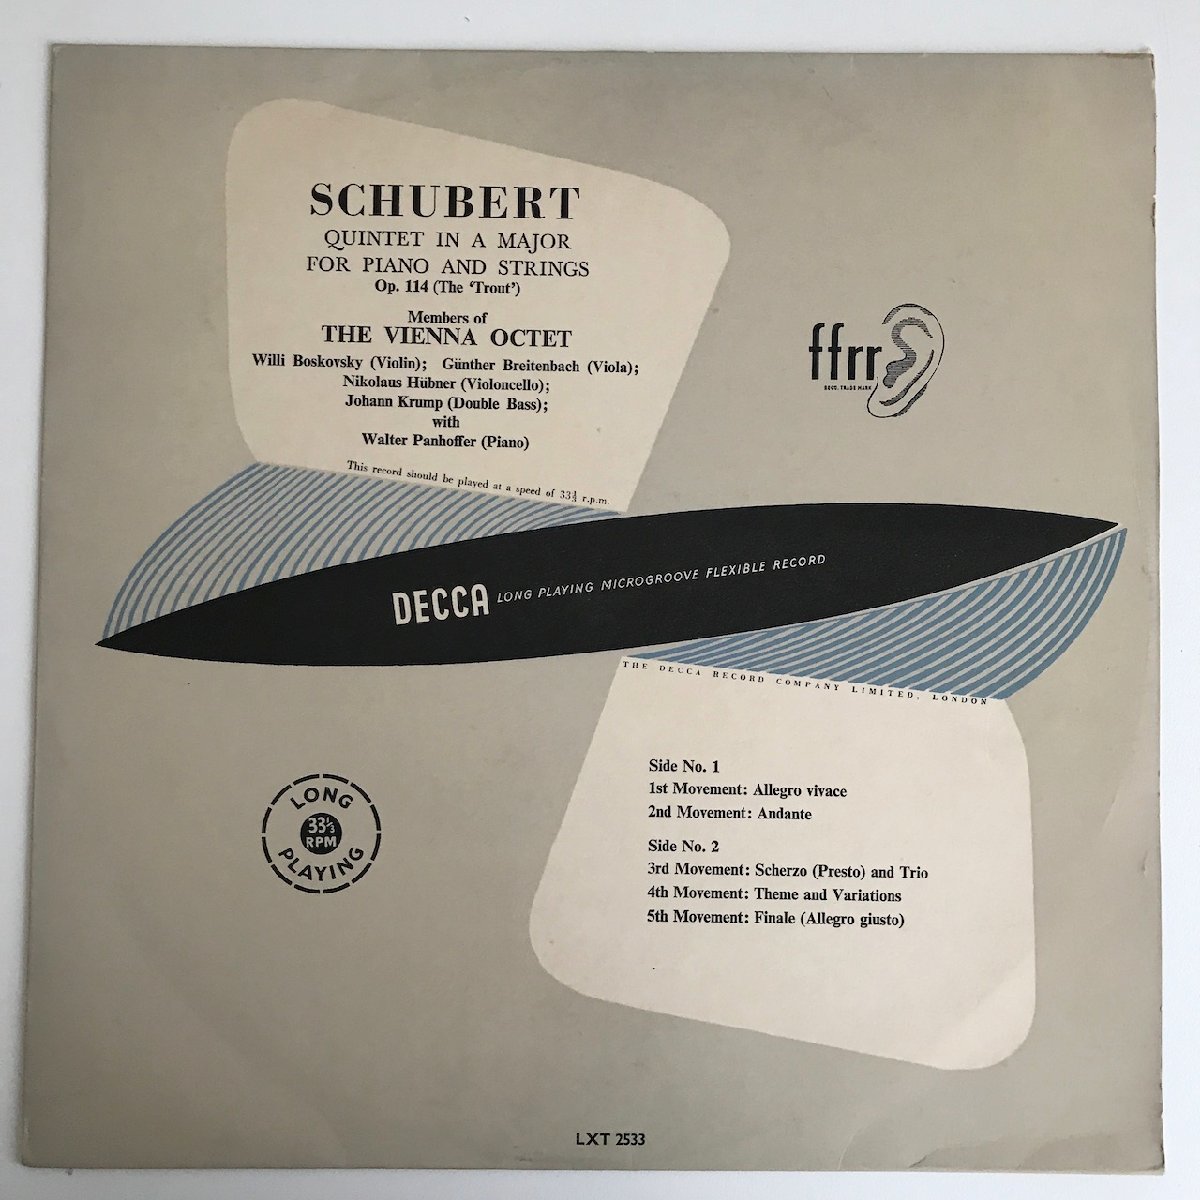 SCHUBERT
QUINTET IN A MAJOR
FOR PIANO AND STRINGS
Op. 114 (The ‘Trout’)
Members of
THE VIENNA OCTET
Willi Boskovsky (Violin); Günther Breitenbach (Viola);
Nikolaus Hübner (Violoncello);
Johann Krump (Double Bass);
with
Walter Panhoffer (Piano)
This record should be played at a speed of 33⅓ r.p.m.
ffrr
REGD. TRADE MARK
DECCA LONG PLAYING MICROGROOVE FLEXIBLE RECORD
THE DECCA RECORD COMPANY LIMITED, LONDON
LONG
33⅓
RPM
PLAYING
Side No. 1
1st Movement: Allegro vivace
2nd Movement: Andante
Side No. 2
3rd Movement: Scherzo (Presto) and Trio
4th Movement: Theme and Variations
5th Movement: Finale (Allegro giusto)
LXT 2533